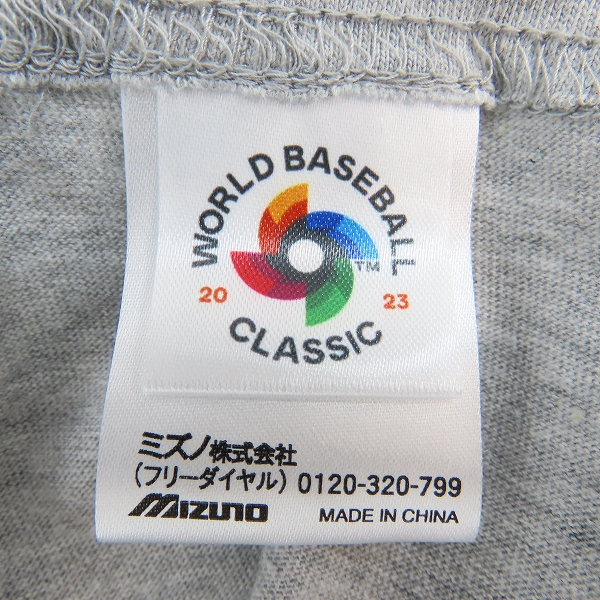 WORLD BASEBALL
™
20 23
CLASSIC
ミズノ株式会社
(フリーダイヤル) 0120-320-799
MIZUNO MADE IN CHINA